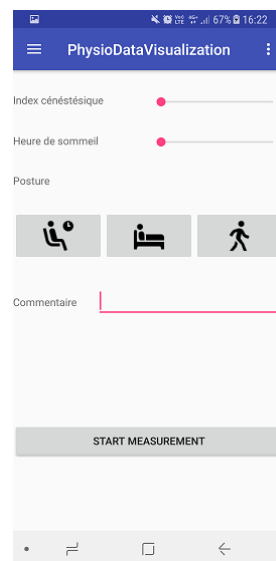 67% 16:22
PhysioDataVisualization
Index cénéstésique
Heure de sommeil
Posture
Commentaire
START MEASUREMENT